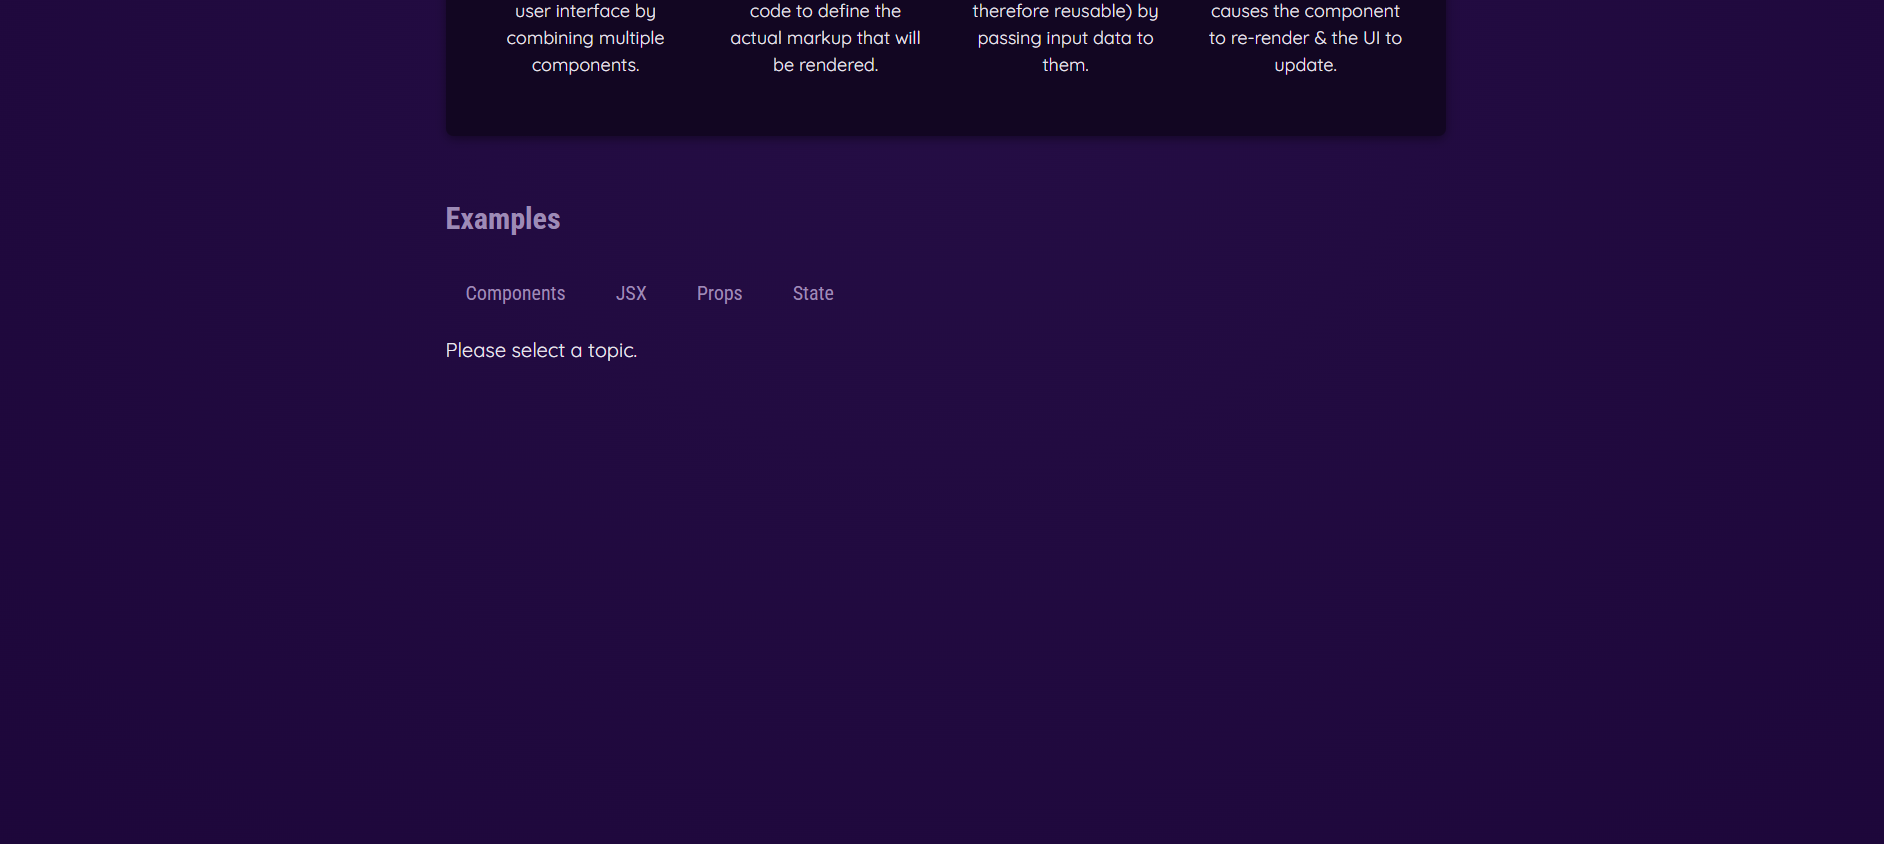 user interface by
combining multiple
components.
code to define the
actual markup that will
be rendered.
therefore reusable) by
passing input data to
them.
causes the component
to re-render & the UI to
update.
Examples
Components JSX Props State
Please select a topic.